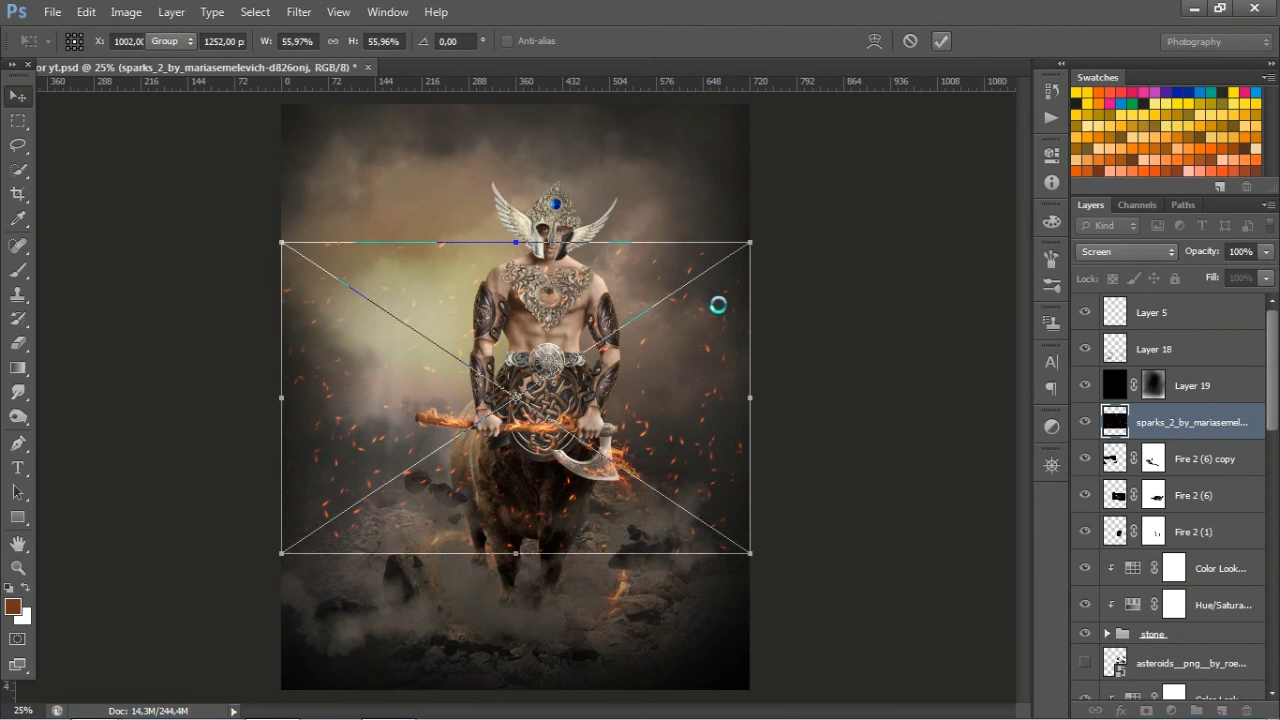 Ps File Edit Image Layer Type Select Filter View Window Help
X: 1002,00 Group 1252,00 p: W: 55,97% H: 55,96% 0,00 ° Anti-alias Photography
or yt.psd @ 25% (sparks_2_by_mariasemelevich-d826onj, RGB/8) * ×
360 288 216 144 72 0 72 144 216 288 360 432 504 576 648 720 792 864 936 1008 1080
Swatches
Layers Channels Paths
Kind
Screen Opacity: 100%
Lock: Fill: 100%
Layer 5
Layer 18
Layer 19
sparks_2_by_mariasemel...
Fire 2 (6) copy
Fire 2 (6)
Fire 2 (1)
Color Look...
Hue/Satura...
stone
asteroids__png__by_roe...
Color Look...
25% Doc: 14,3M/244,4M